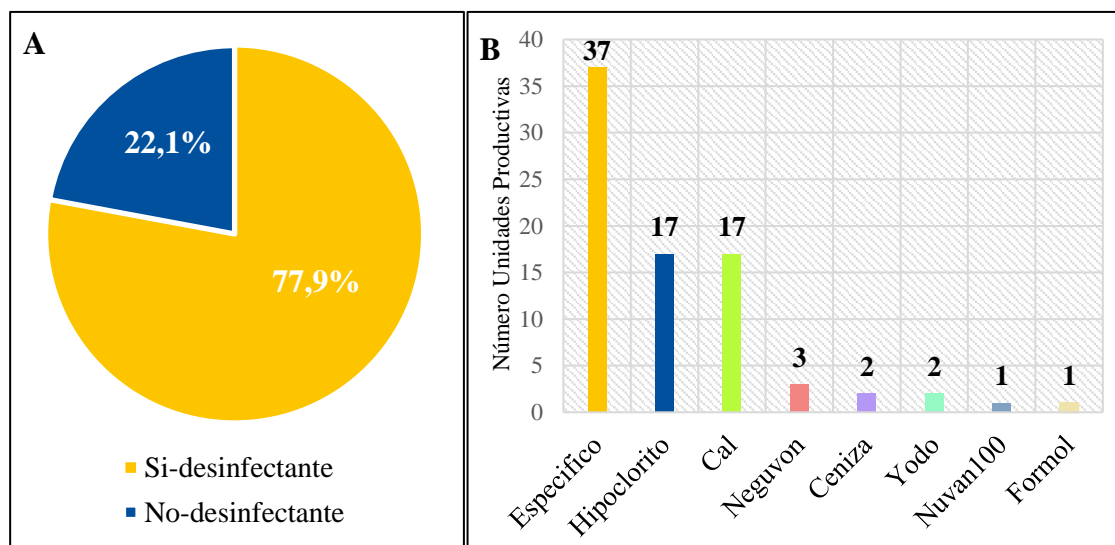 A
22,1%
77,9%
Si-desinfectante
No-desinfectante
B
Número Unidades Productivas
40
35
30
25
20
15
10
5
0
37
17
17
3
2
2
1
1
Especifico
Hipoclorito
Cal
Neguvon
Ceniza
Yodo
Nuvan100
Formol